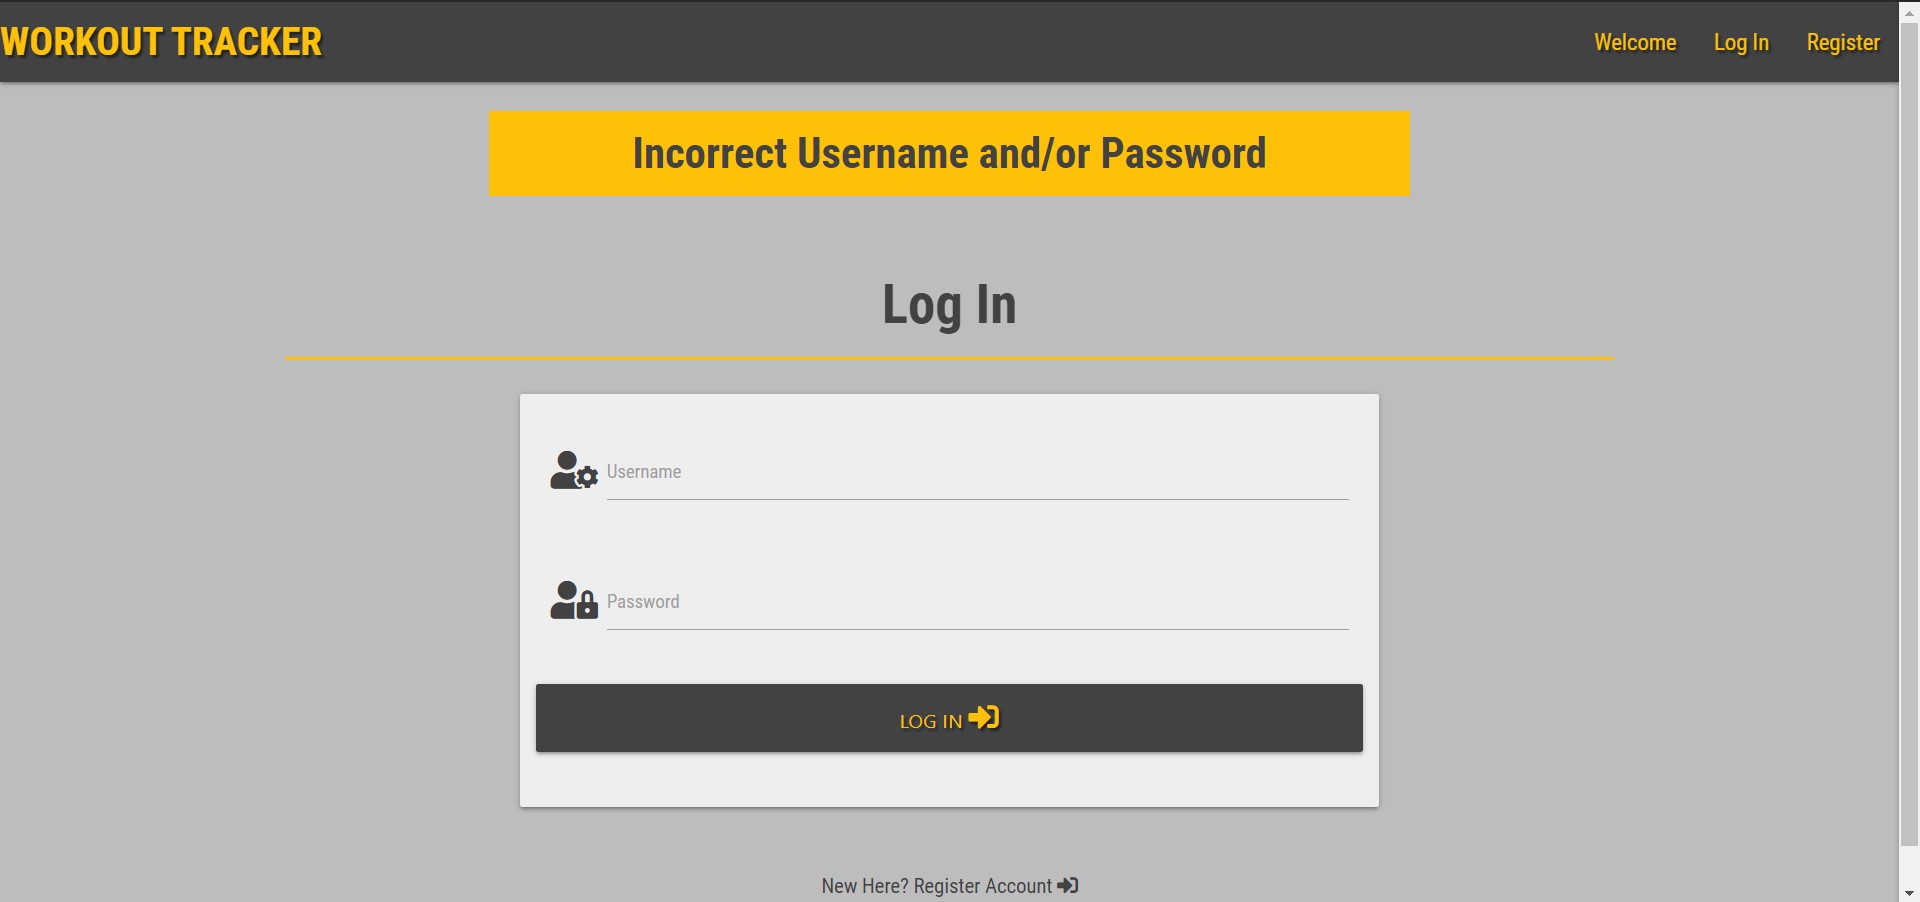 WORKOUT TRACKER
Welcome Log In Register
Incorrect Username and/or Password
Log In
Username
Password
LOG IN
New Here? Register Account